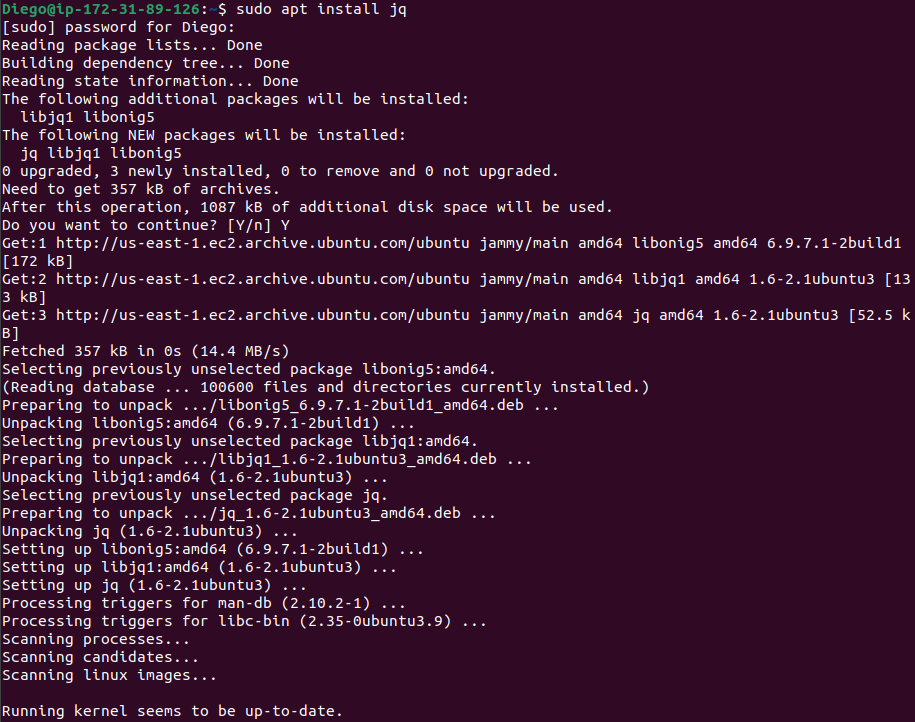 Diego@ip-172-31-89-126:~$ sudo apt install jq
[sudo] password for Diego:
Reading package lists... Done
Building dependency tree... Done
Reading state information... Done
The following additional packages will be installed:
  libjq1 libonig5
The following NEW packages will be installed:
  jq libjq1 libonig5
0 upgraded, 3 newly installed, 0 to remove and 0 not upgraded.
Need to get 357 kB of archives.
After this operation, 1087 kB of additional disk space will be used.
Do you want to continue? [Y/n] Y
Get:1 http://us-east-1.ec2.archive.ubuntu.com/ubuntu jammy/main amd64 libonig5 amd64 6.9.7.1-2build1
[172 kB]
Get:2 http://us-east-1.ec2.archive.ubuntu.com/ubuntu jammy/main amd64 libjq1 amd64 1.6-2.1ubuntu3 [13
3 kB]
Get:3 http://us-east-1.ec2.archive.ubuntu.com/ubuntu jammy/main amd64 jq amd64 1.6-2.1ubuntu3 [52.5 k
B]
Fetched 357 kB in 0s (14.4 MB/s)
Selecting previously unselected package libonig5:amd64.
(Reading database ... 100600 files and directories currently installed.)
Preparing to unpack .../libonig5_6.9.7.1-2build1_amd64.deb ...
Unpacking libonig5:amd64 (6.9.7.1-2build1) ...
Selecting previously unselected package libjq1:amd64.
Preparing to unpack .../libjq1_1.6-2.1ubuntu3_amd64.deb ...
Unpacking libjq1:amd64 (1.6-2.1ubuntu3) ...
Selecting previously unselected package jq.
Preparing to unpack .../jq_1.6-2.1ubuntu3_amd64.deb ...
Unpacking jq (1.6-2.1ubuntu3) ...
Setting up libonig5:amd64 (6.9.7.1-2build1) ...
Setting up libjq1:amd64 (1.6-2.1ubuntu3) ...
Setting up jq (1.6-2.1ubuntu3) ...
Processing triggers for man-db (2.10.2-1) ...
Processing triggers for libc-bin (2.35-0ubuntu3.9) ...
Scanning processes...
Scanning candidates...
Scanning linux images...

Running kernel seems to be up-to-date.